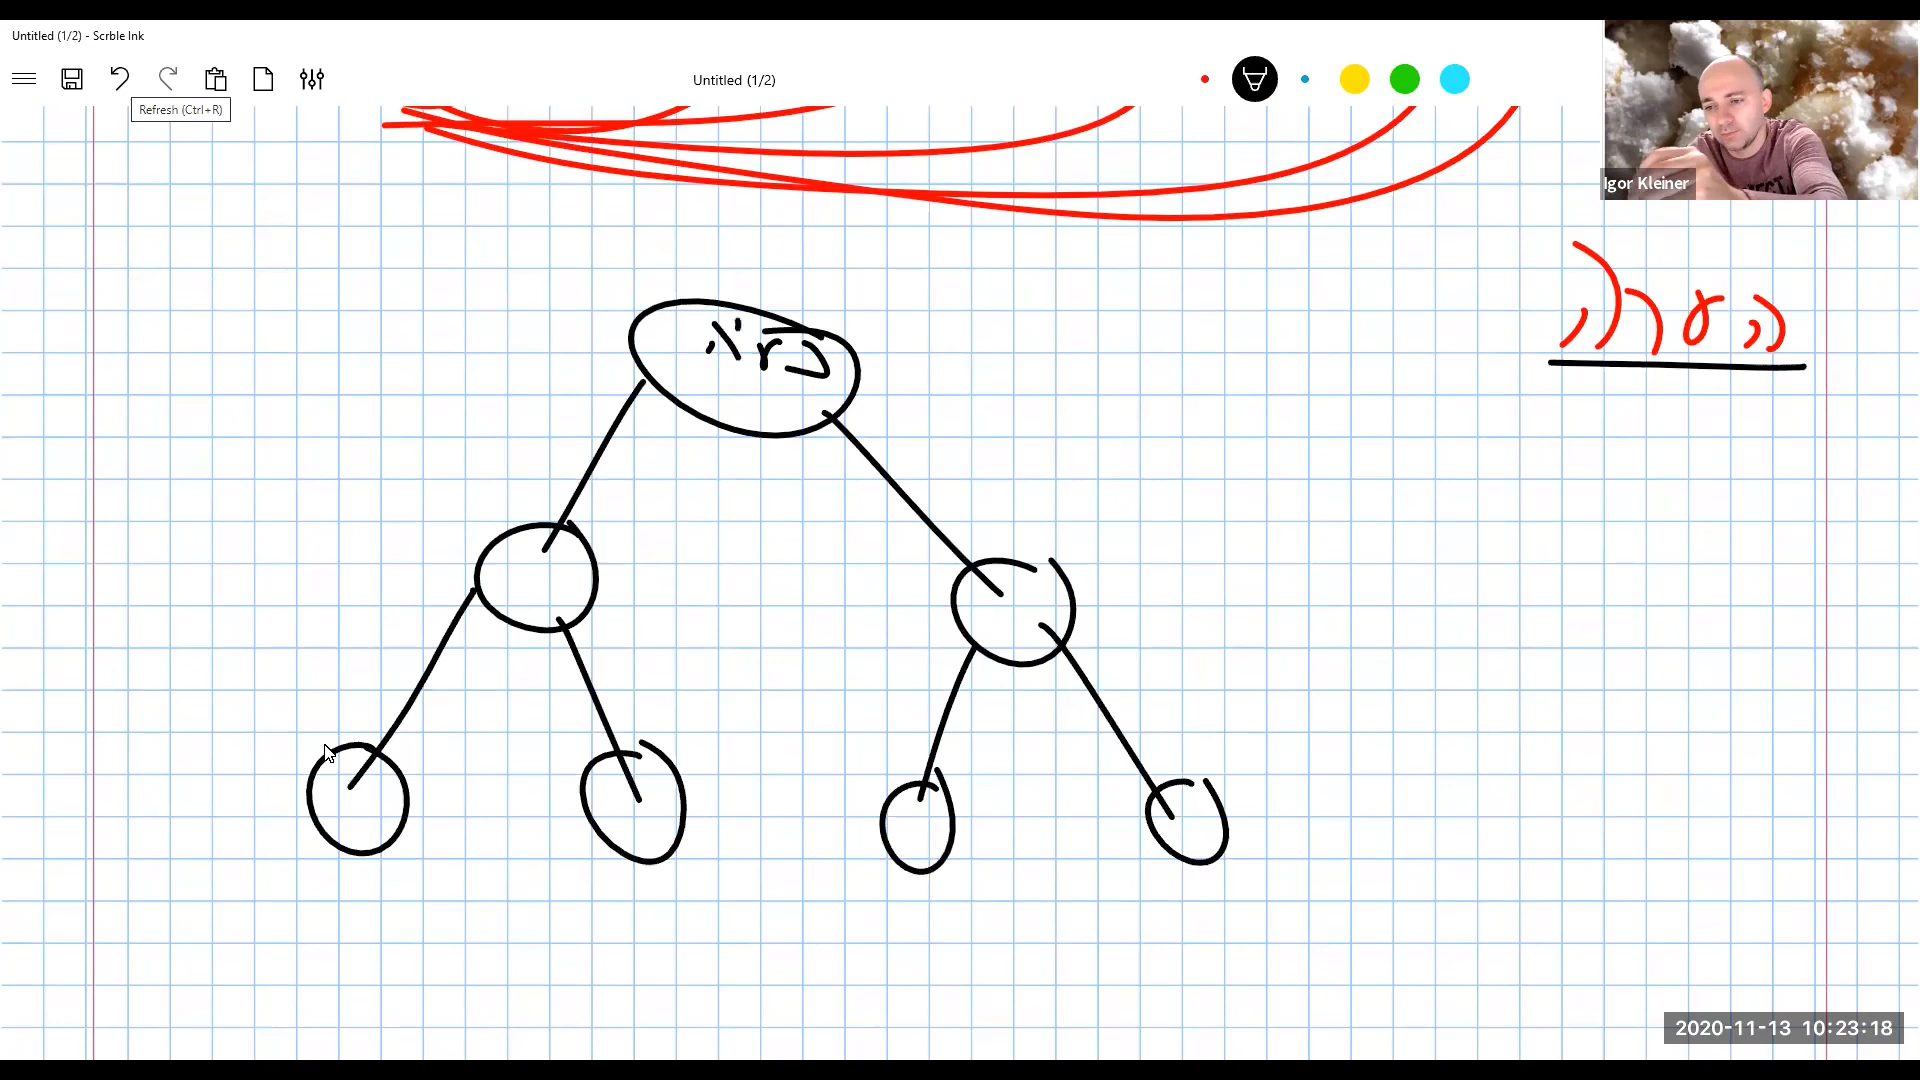 Untitled (1/2) - Scrble Ink
Untitled (1/2)
Refresh (Ctrl+R)
Igor Kleiner
2020-11-13 10:23:18